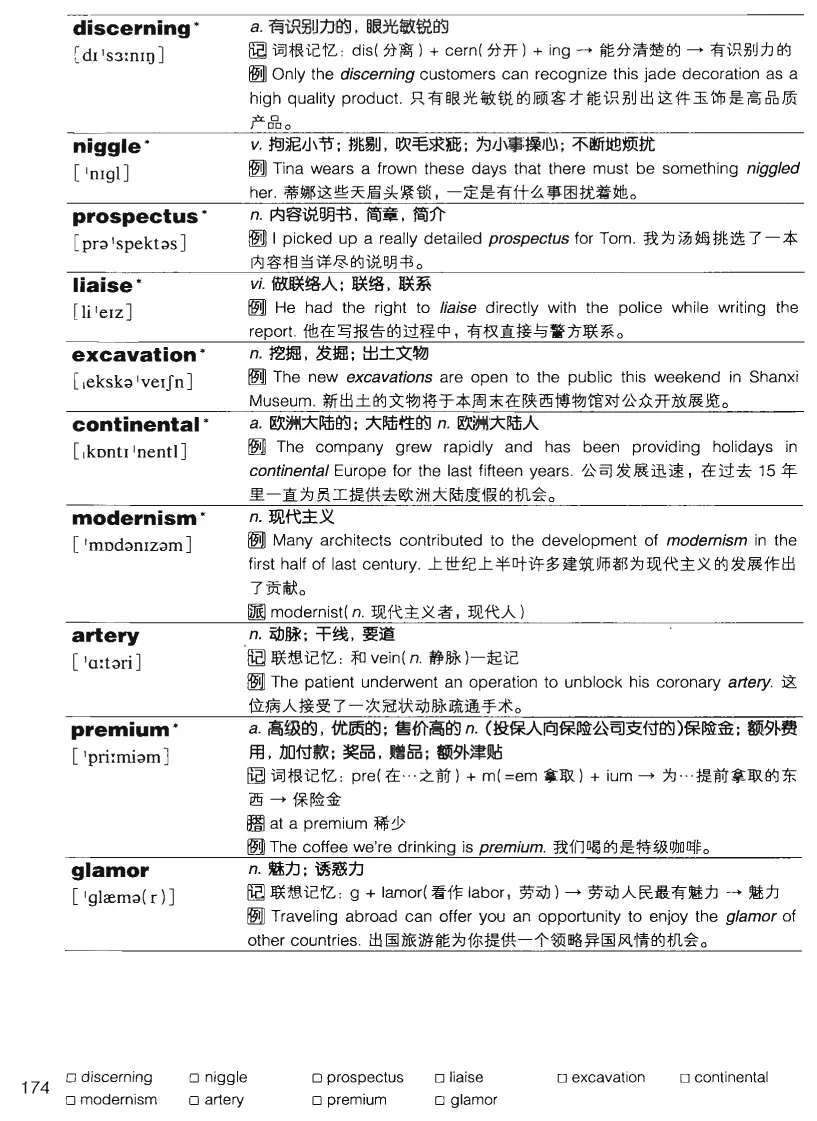 discerning*
[dɪˈsɜːnɪŋ]
a. 有识别力的，眼光敏锐的
[记] 词根记忆：dis(分离) + cern(分开) + ing → 能分清楚的 → 有识别力的
[例] Only the discerning customers can recognize this jade decoration as a
high quality product. 只有眼光敏锐的顾客才能识别出这件玉饰是高品质
产品。
niggle*
[ˈnɪgl]
v. 拘泥小节；挑剔，吹毛求疵；为小事操心；不断地烦扰
[例] Tina wears a frown these days that there must be something niggled
her. 蒂娜这些天眉头紧锁，一定是有什么事困扰着她。
prospectus*
[prəˈspektəs]
n. 内容说明书，简章，简介
[例] I picked up a really detailed prospectus for Tom. 我为汤姆挑选了一本
内容相当详尽的说明书。
liaise*
[liˈeɪz]
vi. 做联络人；联络，联系
[例] He had the right to liaise directly with the police while writing the
report. 他在写报告的过程中，有权直接与警方联系。
excavation*
[ˌekskəˈveɪʃn]
n. 挖掘，发掘；出土文物
[例] The new excavations are open to the public this weekend in Shanxi
Museum. 新出土的文物将于本周末在陕西博物馆对公众开放展览。
continental*
[ˌkɒntɪˈnentl]
a. 欧洲大陆的；大陆性的 n. 欧洲大陆人
[例] The company grew rapidly and has been providing holidays in
continental Europe for the last fifteen years. 公司发展迅速，在过去 15 年
里一直为员工提供去欧洲大陆度假的机会。
modernism*
[ˈmɒdənɪzəm]
n. 现代主义
[例] Many architects contributed to the development of modernism in the
first half of last century. 上世纪上半叶许多建筑师都为现代主义的发展作出
了贡献。
[派] modernist(n. 现代主义者，现代人)
artery
[ˈɑːtəri]
n. 动脉；干线，要道
[记] 联想记忆：和 vein(n. 静脉)一起记
[例] The patient underwent an operation to unblock his coronary artery. 这
位病人接受了一次冠状动脉疏通手术。
premium*
[ˈpriːmiəm]
a. 高级的，优质的；售价高的 n. (投保人向保险公司支付的)保险金；额外费
用，加付款；奖品，赠品；额外津贴
[记] 词根记忆：pre(在…之前) + m(=em 拿取) + ium → 为…提前拿取的东
西 → 保险金
[搭] at a premium 稀少
[例] The coffee we're drinking is premium. 我们喝的是特级咖啡。
glamor
[ˈglæmə(r)]
n. 魅力；诱惑力
[记] 联想记忆：g + lamor(看作 labor，劳动) → 劳动人民最有魅力 → 魅力
[例] Traveling abroad can offer you an opportunity to enjoy the glamor of
other countries. 出国旅游能为你提供一个领略异国风情的机会。
174
□ discerning □ niggle □ prospectus □ liaise □ excavation □ continental
□ modernism □ artery □ premium □ glamor